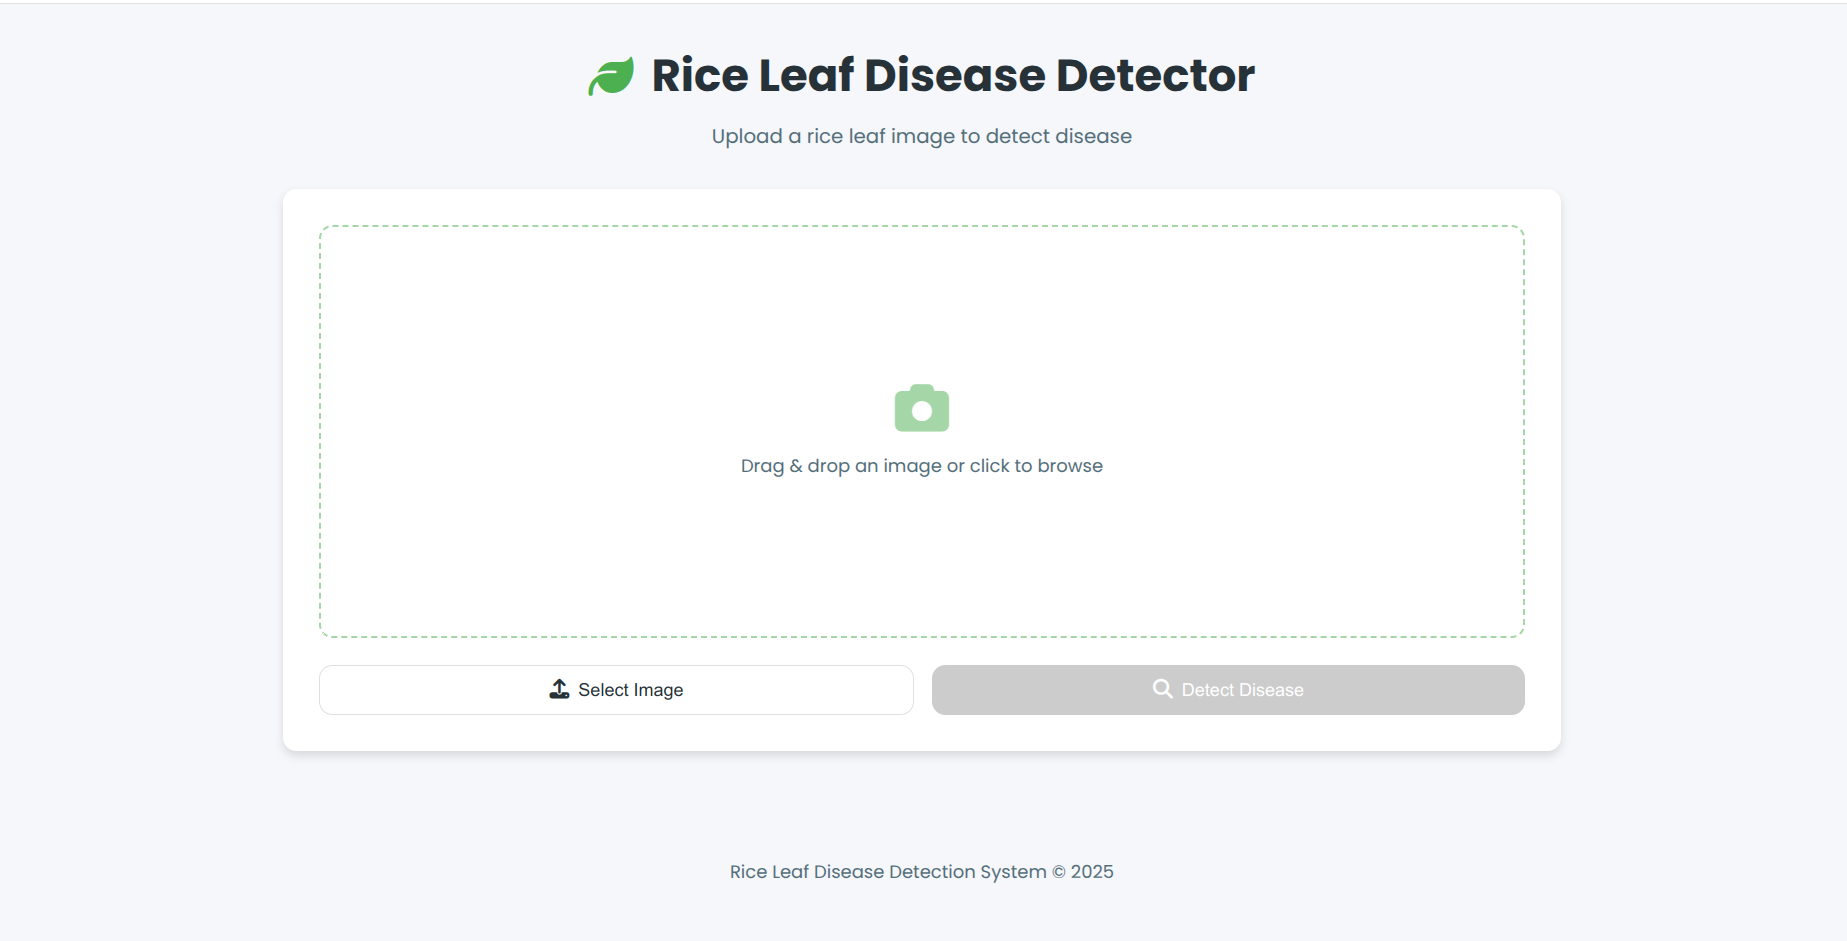 Rice Leaf Disease Detector
Upload a rice leaf image to detect disease
Drag & drop an image or click to browse
Select Image
Detect Disease
Rice Leaf Disease Detection System © 2025